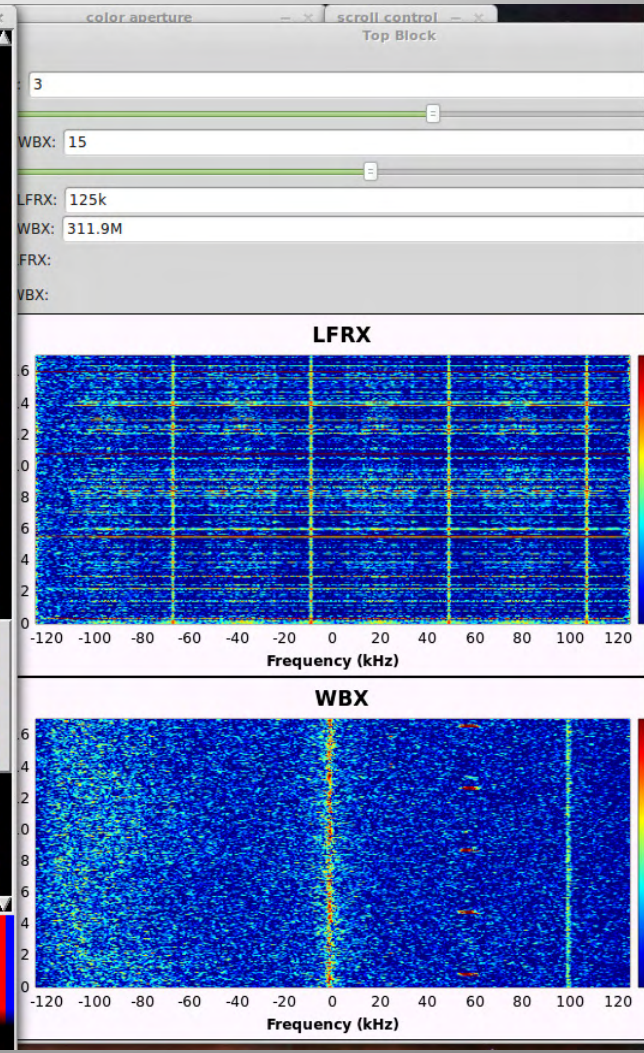 color aperture
scroll control
Top Block
: 3
WBX: 15
LFRX: 125k
WBX: 311.9M
FRX:
WBX:
LFRX
.6
.4
.2
.0
8
6
4
2
0
-120 -100 -80 -60 -40 -20 0 20 40 60 80 100 120
Frequency (kHz)
WBX
.6
.4
.2
.0
8
6
4
2
0
-120 -100 -80 -60 -40 -20 0 20 40 60 80 100 120
Frequency (kHz)